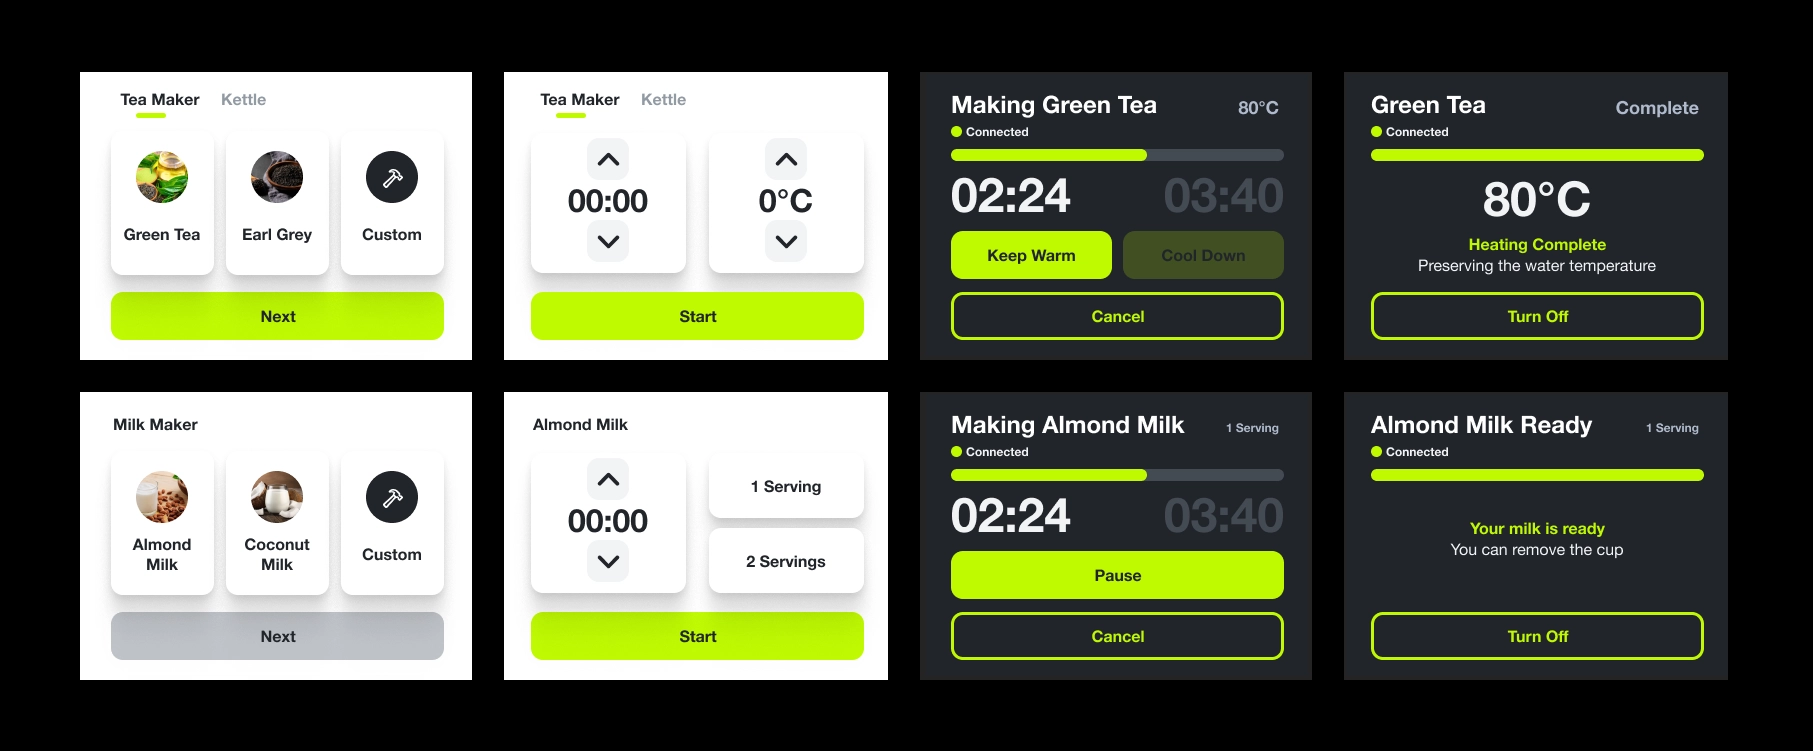 Tea Maker Kettle
Green Tea Earl Grey Custom
Next
Tea Maker Kettle
00:00 0°C
Start
Making Green Tea 80°C
Connected
02:24 03:40
Keep Warm Cool Down
Cancel
Green Tea Complete
Connected
80°C
Heating Complete
Preserving the water temperature
Turn Off
Milk Maker
Almond Milk
Coconut Milk
Custom
Next
Almond Milk
00:00
1 Serving
2 Servings
Start
Making Almond Milk 1 Serving
Connected
02:24 03:40
Pause
Cancel
Almond Milk Ready 1 Serving
Connected
Your milk is ready
You can remove the cup
Turn Off